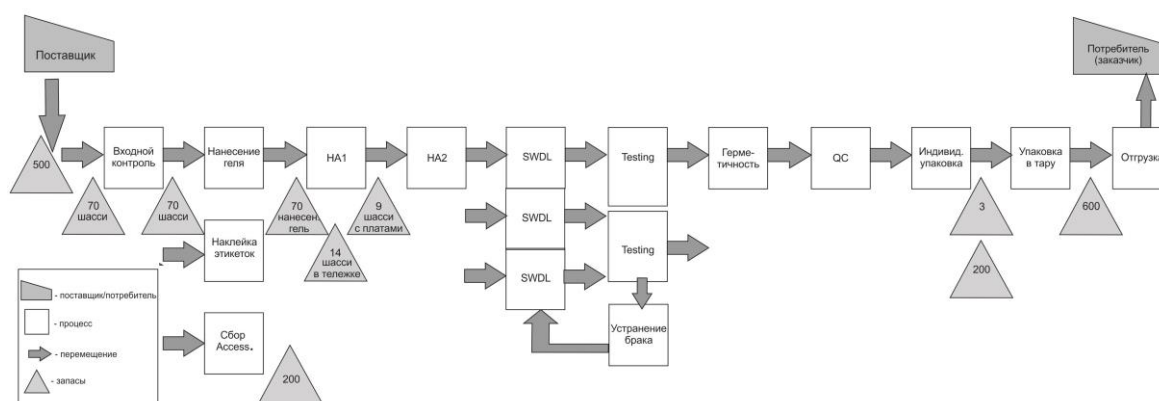 Поставщик
Потребитель
(заказчик)
500
Входной
контроль
Нанесение
геля
HA1
HA2
SWDL
Testing
Герме-
тичность
QC
Индивид.
упаковка
Упаковка
в тару
Отгрузка
70
шасси
70
шасси
70
нанесен.
гель
9
шасси
с платами
14
шасси
в тележке
3
600
200
Наклейка
этикеток
SWDL
Testing
SWDL
Устранение
брака
Сбор
Access.
200
- поставщик/потребитель
- процесс
- перемещение
- запасы